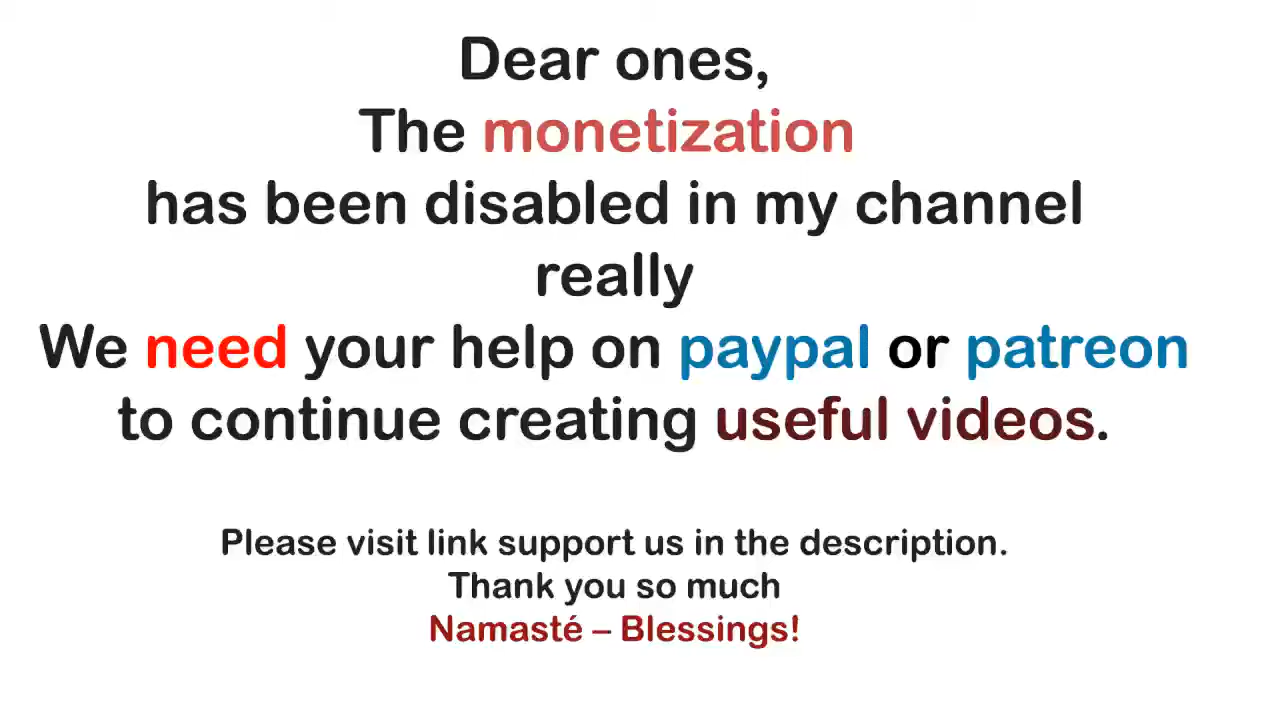 Dear ones,
The monetization
has been disabled in my channel
really
We need your help on paypal or patreon
to continue creating useful videos.
Please visit link support us in the description.
Thank you so much
Namasté – Blessings!